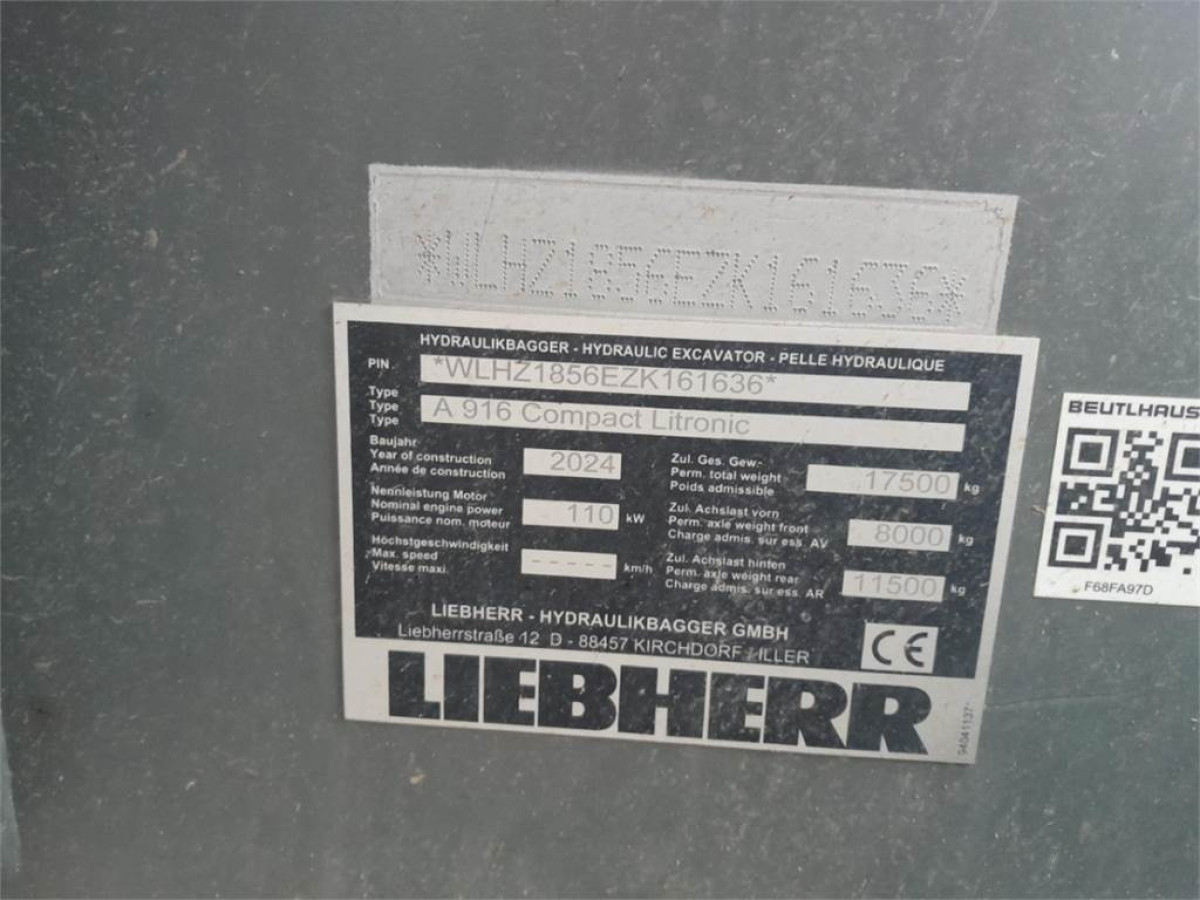 *WLHZ1856EZK161636*
HYDRAULIKBAGGER - HYDRAULIC EXCAVATOR - PELLE HYDRAULIQUE
PIN
*WLHZ1856EZK161636*
Type
Type
Type
A 916 Compact Litronic
Baujahr
Year of construction
Année de construction
2024
Nennleistung Motor
Nominal engine power
Puissance nom. moteur
110 kW
Höchstgeschwindigkeit
Max. speed
Vitesse maxi.
----- km/h
Zul. Ges. Gew.-
Perm. total weight
Poids admissible
17500 kg
Zul. Achslast vorn
Perm. axle weight front
Charge admis. sur ess. AV
8000 kg
Zul. Achslast hinten
Perm. axle weight rear
Charge admis. sur ess. AR
11500 kg
LIEBHERR - HYDRAULIKBAGGER GMBH
Liebherrstraße 12 D - 88457 KIRCHDORF / ILLER
CE
LIEBHERR
BEUTLHAUS
F68FA97D